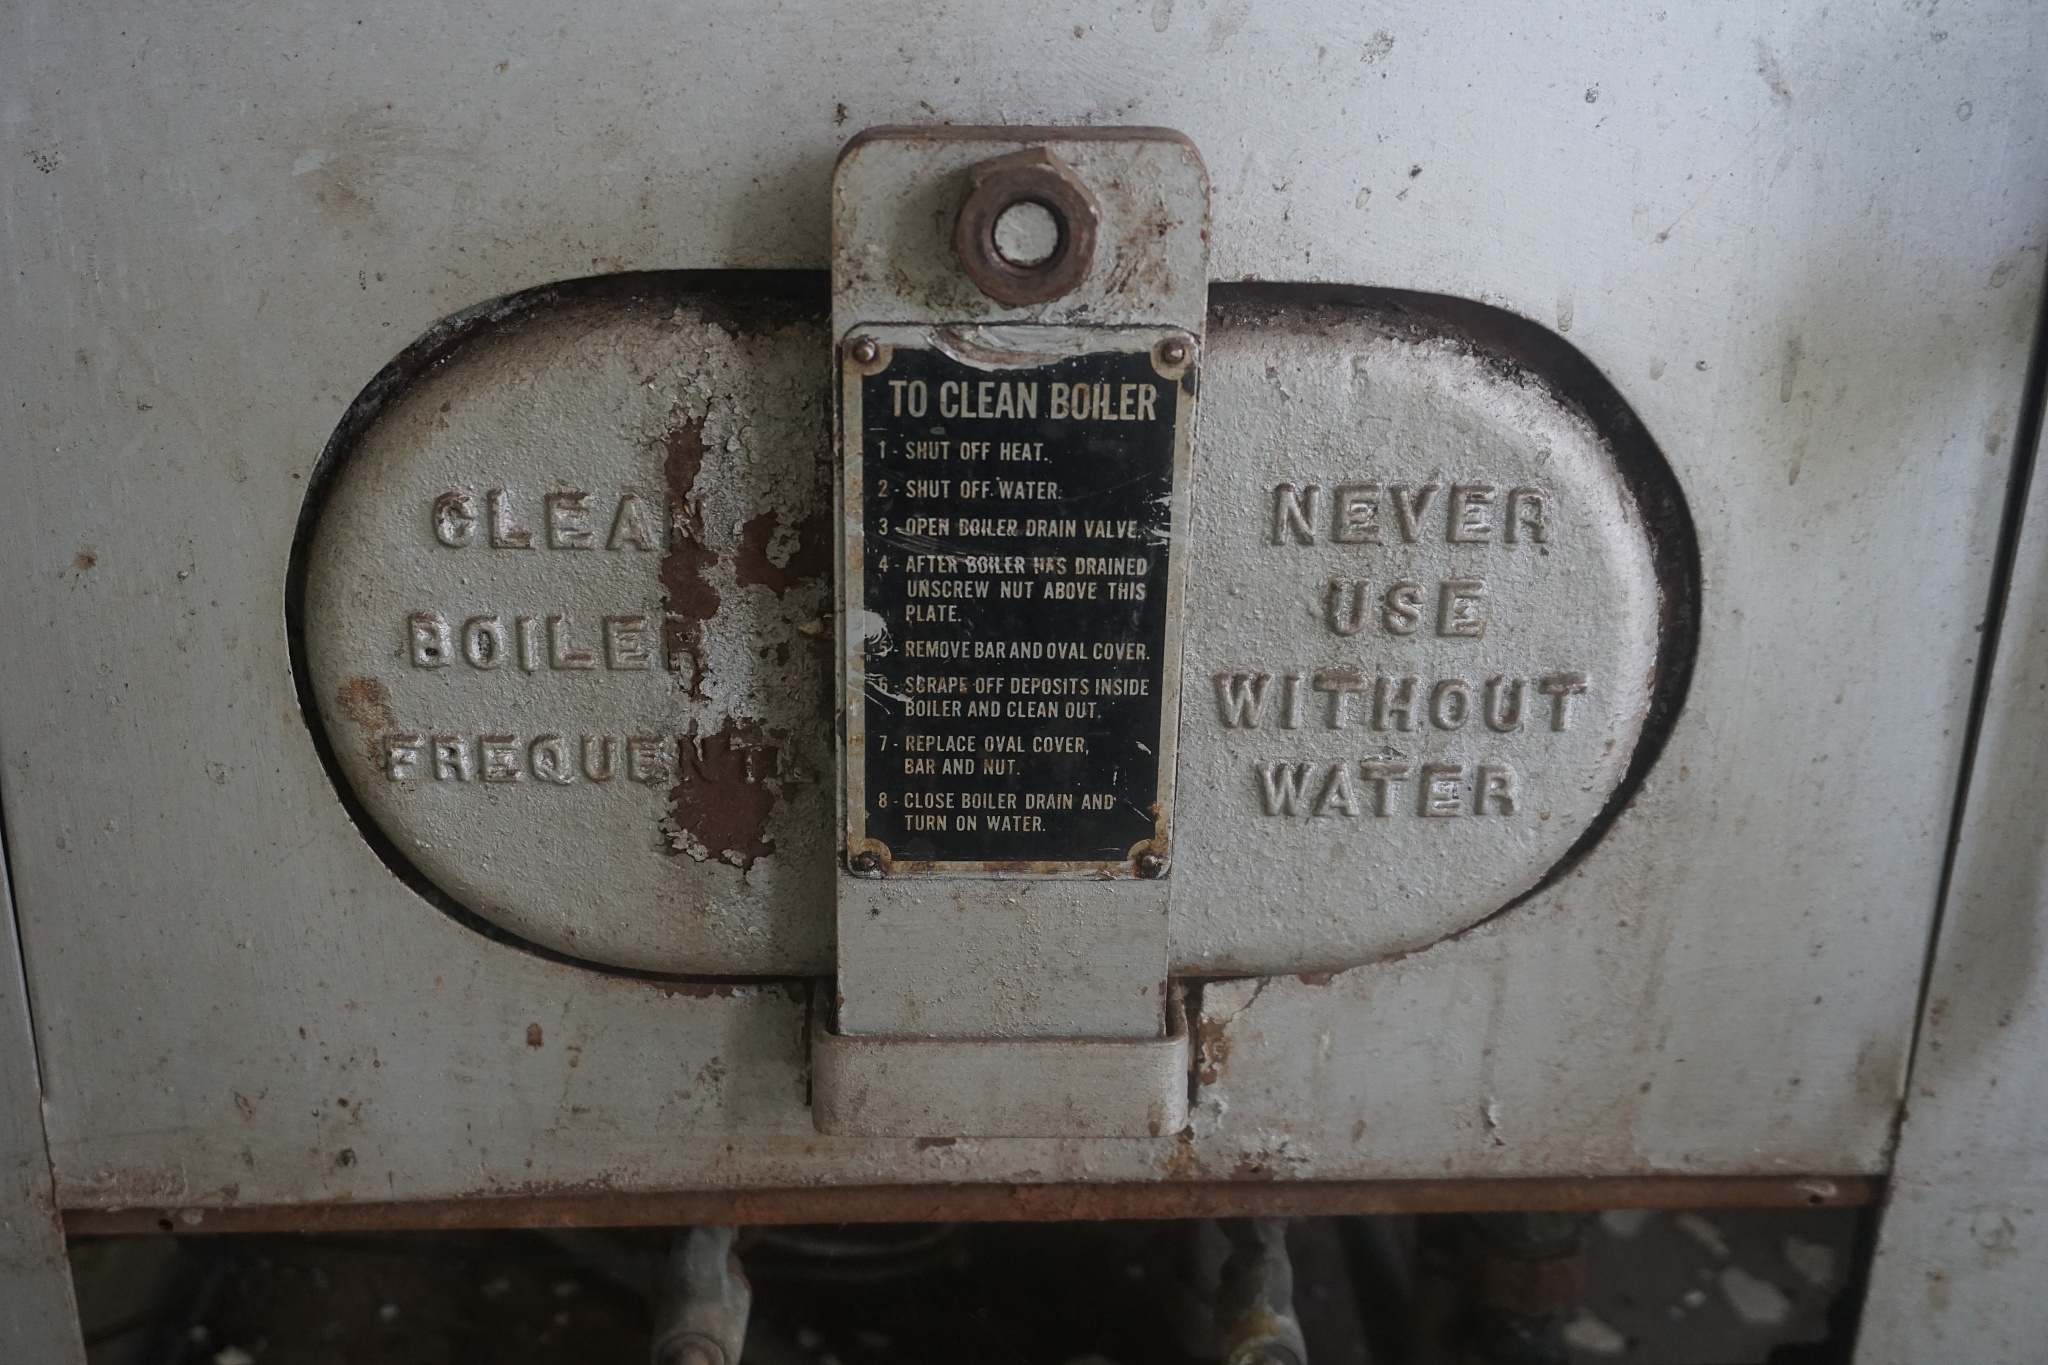 CLEAN
BOILER
FREQUENTL
TO CLEAN BOILER
1 - SHUT OFF HEAT.
2 - SHUT OFF WATER.
3 - OPEN BOILER DRAIN VALVE.
4 - AFTER BOILER HAS DRAINED
UNSCREW NUT ABOVE THIS
PLATE.
5 - REMOVE BAR AND OVAL COVER.
6 - SCRAPE OFF DEPOSITS INSIDE
BOILER AND CLEAN OUT.
7 - REPLACE OVAL COVER,
BAR AND NUT.
8 - CLOSE BOILER DRAIN AND
TURN ON WATER.
NEVER
USE
WITHOUT
WATER